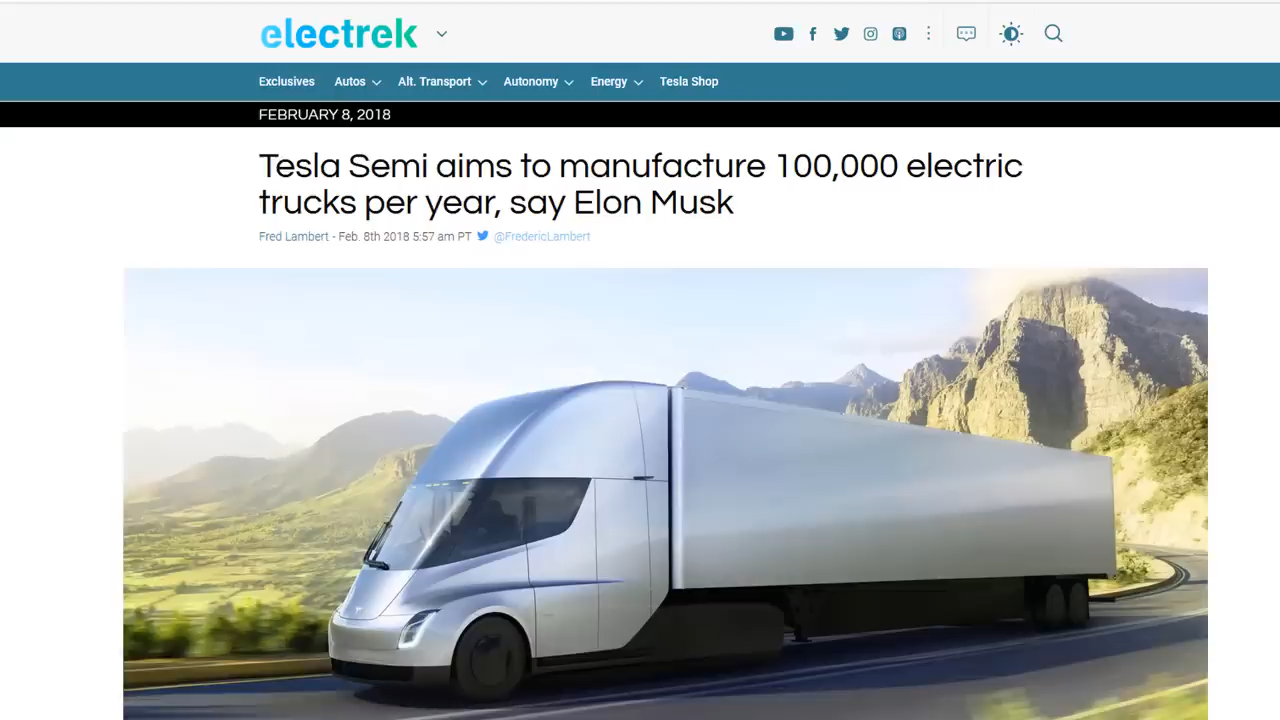 electrek
Exclusives Autos Alt. Transport Autonomy Energy Tesla Shop
FEBRUARY 8, 2018
Tesla Semi aims to manufacture 100,000 electric
trucks per year, say Elon Musk
Fred Lambert - Feb. 8th 2018 5:57 am PT @FredericLambert